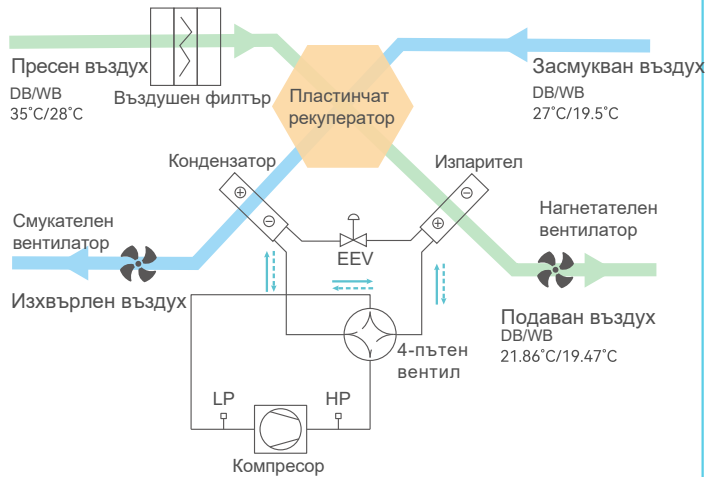 Пресен въздух
DB/WB
35˚C/28˚C
Въздушен филтър
Пластинчат
рекуператор
Засмукван въздух
DB/WB
27˚C/19.5˚C
Кондензатор
Изпарител
Смукателен
вентилатор
EEV
Нагнетателен
вентилатор
Изхвърлен въздух
Подаван въздух
DB/WB
21.86˚C/19.47˚C
4-пътен
вентил
LP
HP
Компресор